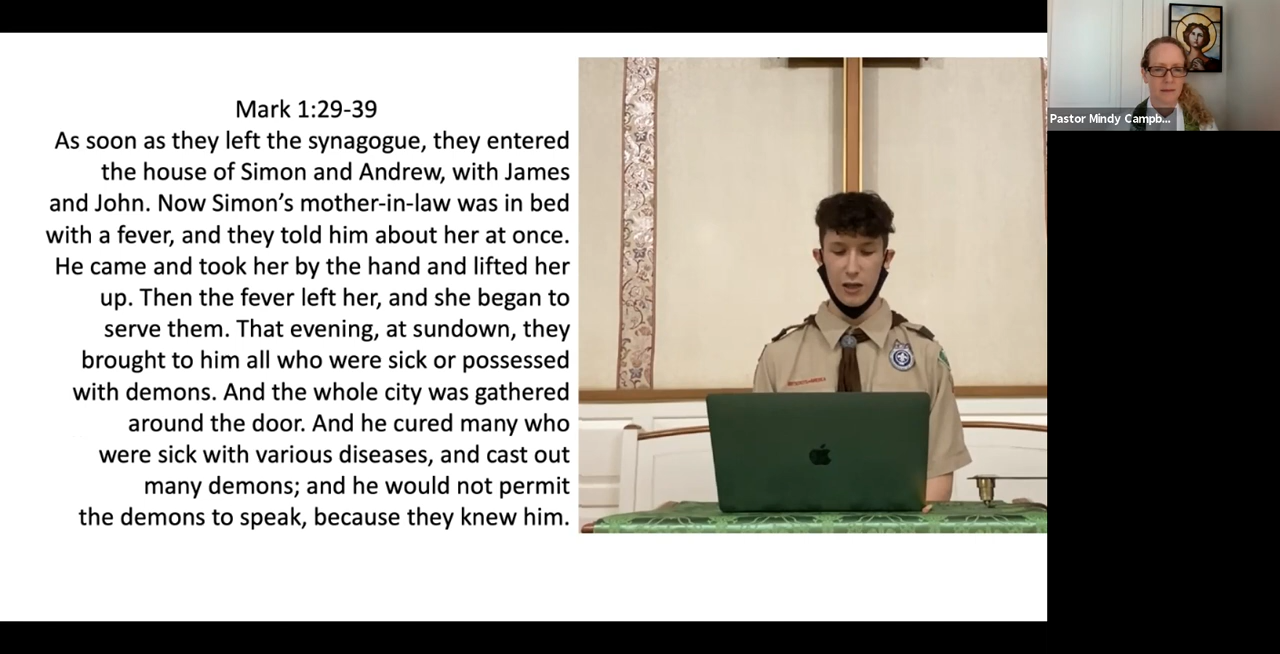 Mark 1:29-39
As soon as they left the synagogue, they entered
the house of Simon and Andrew, with James
and John. Now Simon’s mother-in-law was in bed
with a fever, and they told him about her at once.
He came and took her by the hand and lifted her
up. Then the fever left her, and she began to
serve them. That evening, at sundown, they
brought to him all who were sick or possessed
with demons. And the whole city was gathered
around the door. And he cured many who
were sick with various diseases, and cast out
many demons; and he would not permit
the demons to speak, because they knew him.
Pastor Mindy Campb...